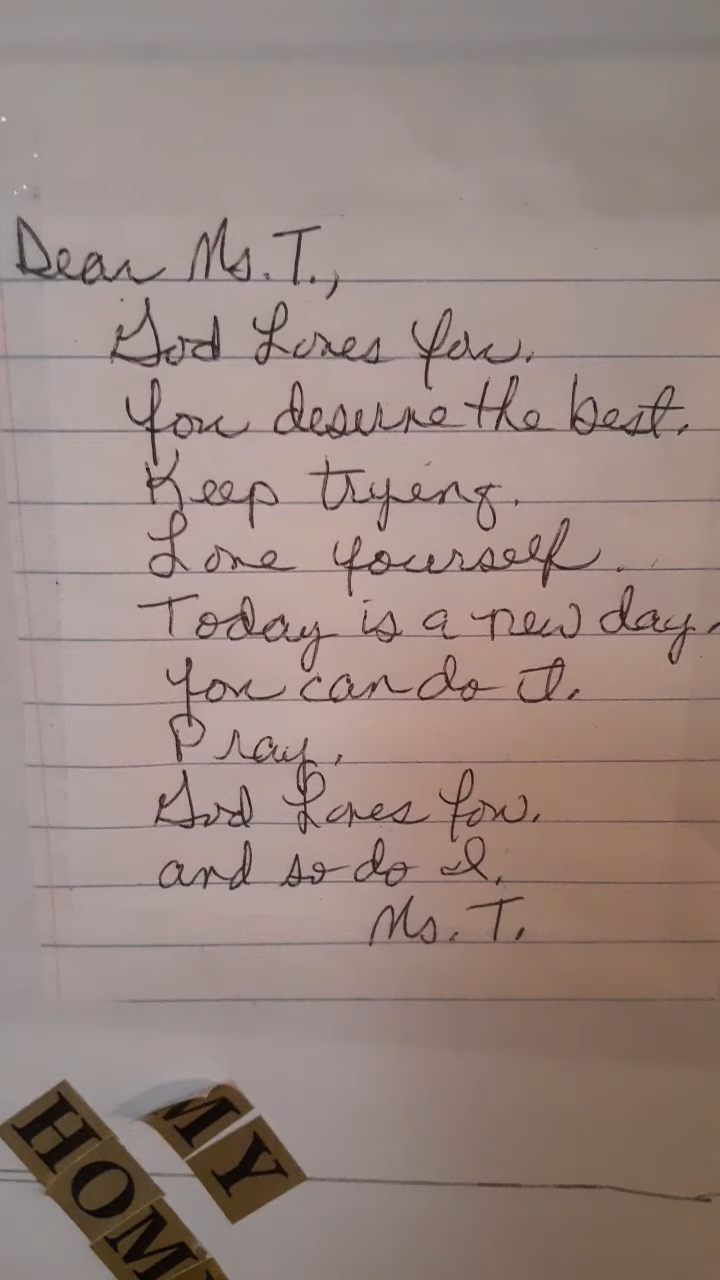 Dear Ms. T.,
God Loves You.
You deserve the best.
Keep trying.
Love yourself.
Today is a new day.
You can do it.
Pray.
God Loves You.
and so do I.
Ms. T.
MY
HOM